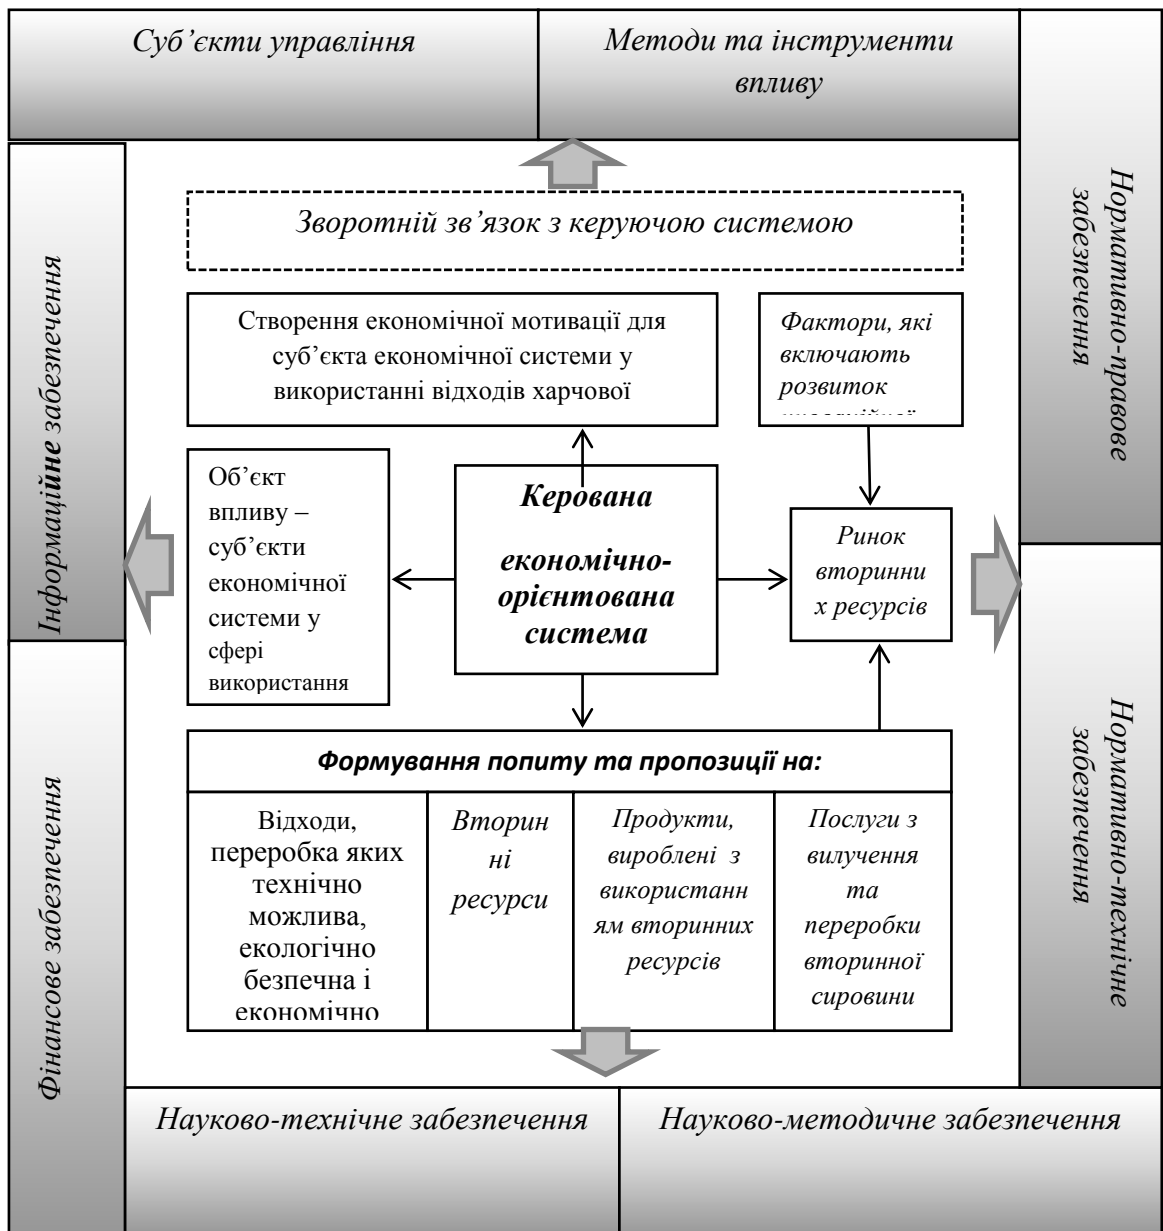 Суб’єкти управління
Методи та інструменти
впливу
Нормативно-правове
забезпечення
Інформаційне забезпечення
Зворотній зв’язок з керуючою системою
Створення економічної мотивації для
суб’єкта економічної системи у
використанні відходів харчової
Фактори, які
включають
розвиток
Об’єкт
впливу –
суб’єкти
економічної
системи у
сфері
використання
Керована
економічно-
орієнтована
система
Ринок
вторинни
х ресурсів
Нормативно-технічне
забезпечення
Фінансове забезпечення
Формування попиту та пропозиції на:
Відходи,
переробка яких
технічно
можлива,
екологічно
безпечна і
економічно
Вторин
ні
ресурси
Продукти,
вироблені з
використанн
ям вторинних
ресурсів
Послуги з
вилучення
та
переробки
вторинної
сировини
Науково-технічне забезпечення
Науково-методичне забезпечення